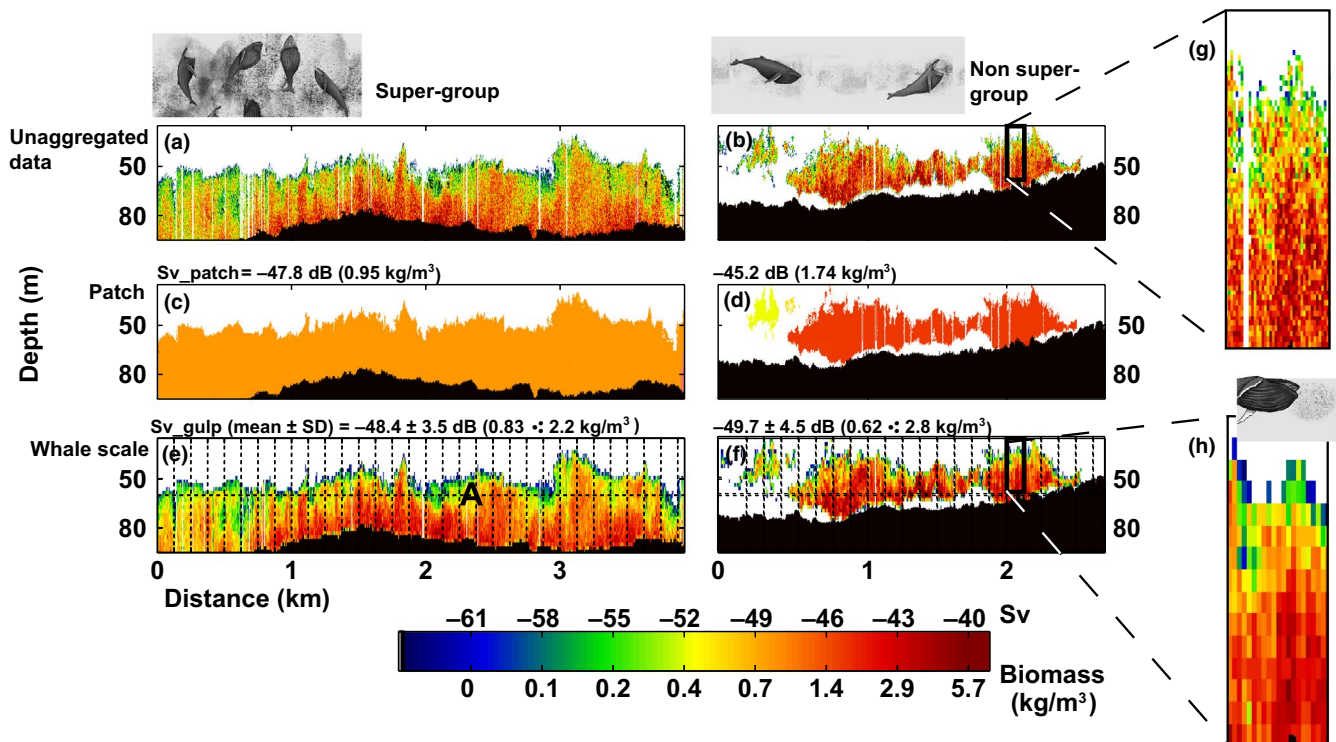 Super-group
Non super-
group
(g)
Unaggregated
data
(a)
(b)
50
80
50
80
Depth (m)
Sv_patch = –47.8 dB (0.95 kg/m³)
–45.2 dB (1.74 kg/m³)
Patch
(c)
(d)
50
80
50
80
Sv_gulp (mean ± SD) = –48.4 ± 3.5 dB (0.83 •: 2.2 kg/m³)
–49.7 ± 4.5 dB (0.62 •: 2.8 kg/m³)
Whale scale
(e)
(f)
(h)
A
50
80
50
80
0 1 2 3
0 1 2
Distance (km)
–61 –58 –55 –52 –49 –46 –43 –40 Sv
0 0.1 0.2 0.4 0.7 1.4 2.9 5.7
Biomass
(kg/m³)